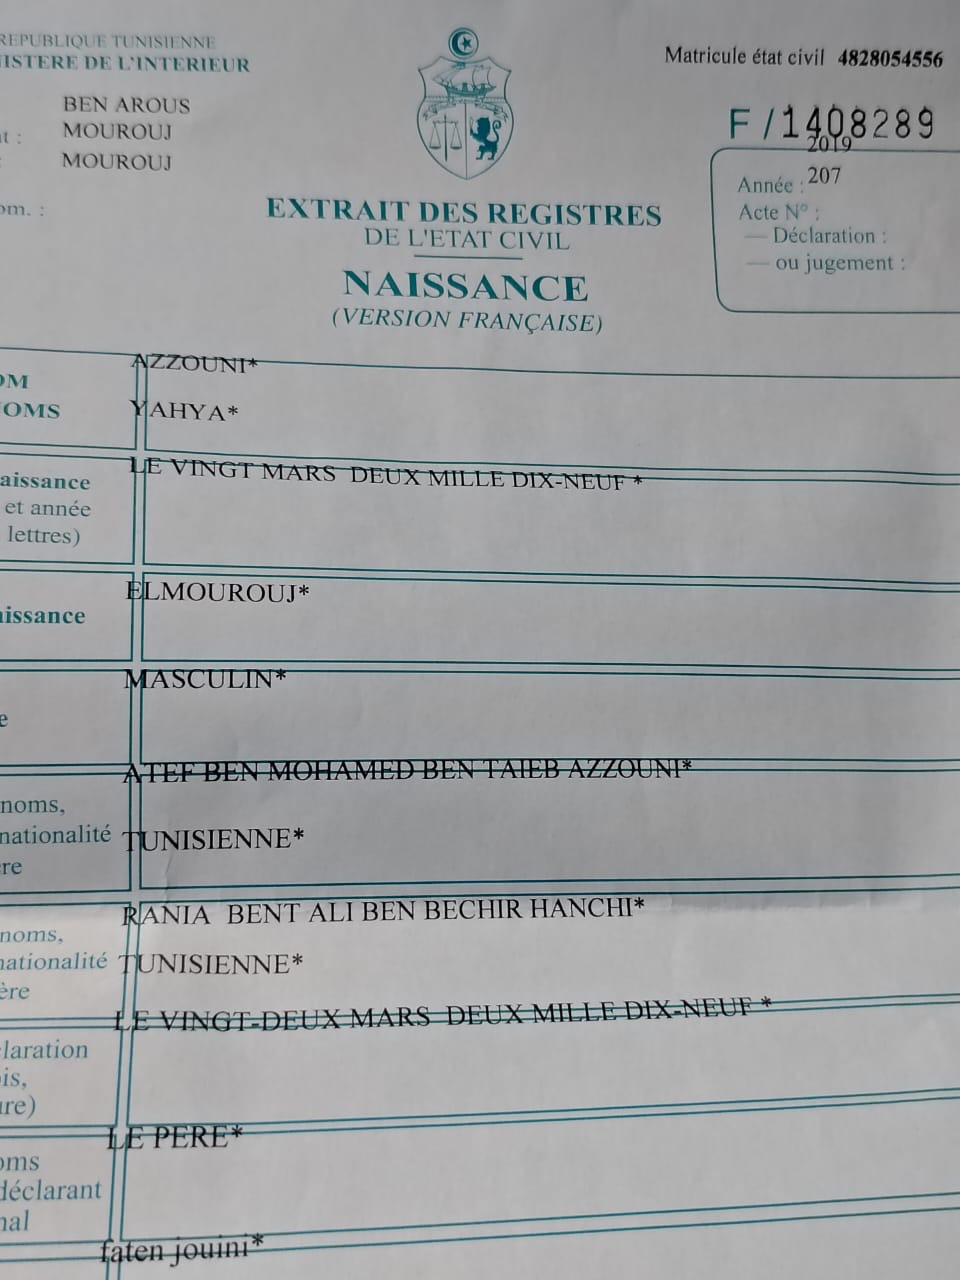 REPUBLIQUE TUNISIENNE
ISTERE DE L'INTERIEUR
Matricule état civil 4828054556
BEN AROUS
t : MOUROUJ
: MOUROUJ
om. :
F / 1408289
2019
Année : 207
Acte N° :
— Déclaration :
— ou jugement :
EXTRAIT DES REGISTRES
DE L'ETAT CIVIL
NAISSANCE
(VERSION FRANÇAISE)
AZZOUNI*
OM
OMS YAHYA*
LE VINGT MARS DEUX MILLE DIX-NEUF *
aissance
et année
lettres)
ELMOUROUJ*
issance
MASCULIN*
e
ATEF BEN MOHAMED BEN TAIEB AZZOUNI*
noms,
nationalité TUNISIENNE*
re
RANIA BENT ALI BEN BECHIR HANCHI*
noms,
nationalité TUNISIENNE*
ère
LE VINGT-DEUX MARS DEUX MILLE DIX-NEUF *
laration
is,
ure)
LE PERE*
oms
déclarant
nal
faten jouini*